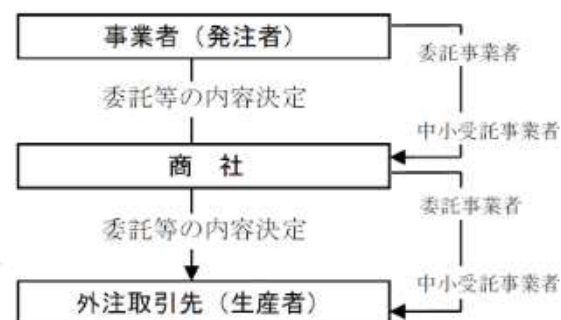 事業者（発注者）
委託事業者
委託等の内容決定
中小受託事業者
商　社
委託事業者
委託等の内容決定
中小受託事業者
外注取引先（生産者）